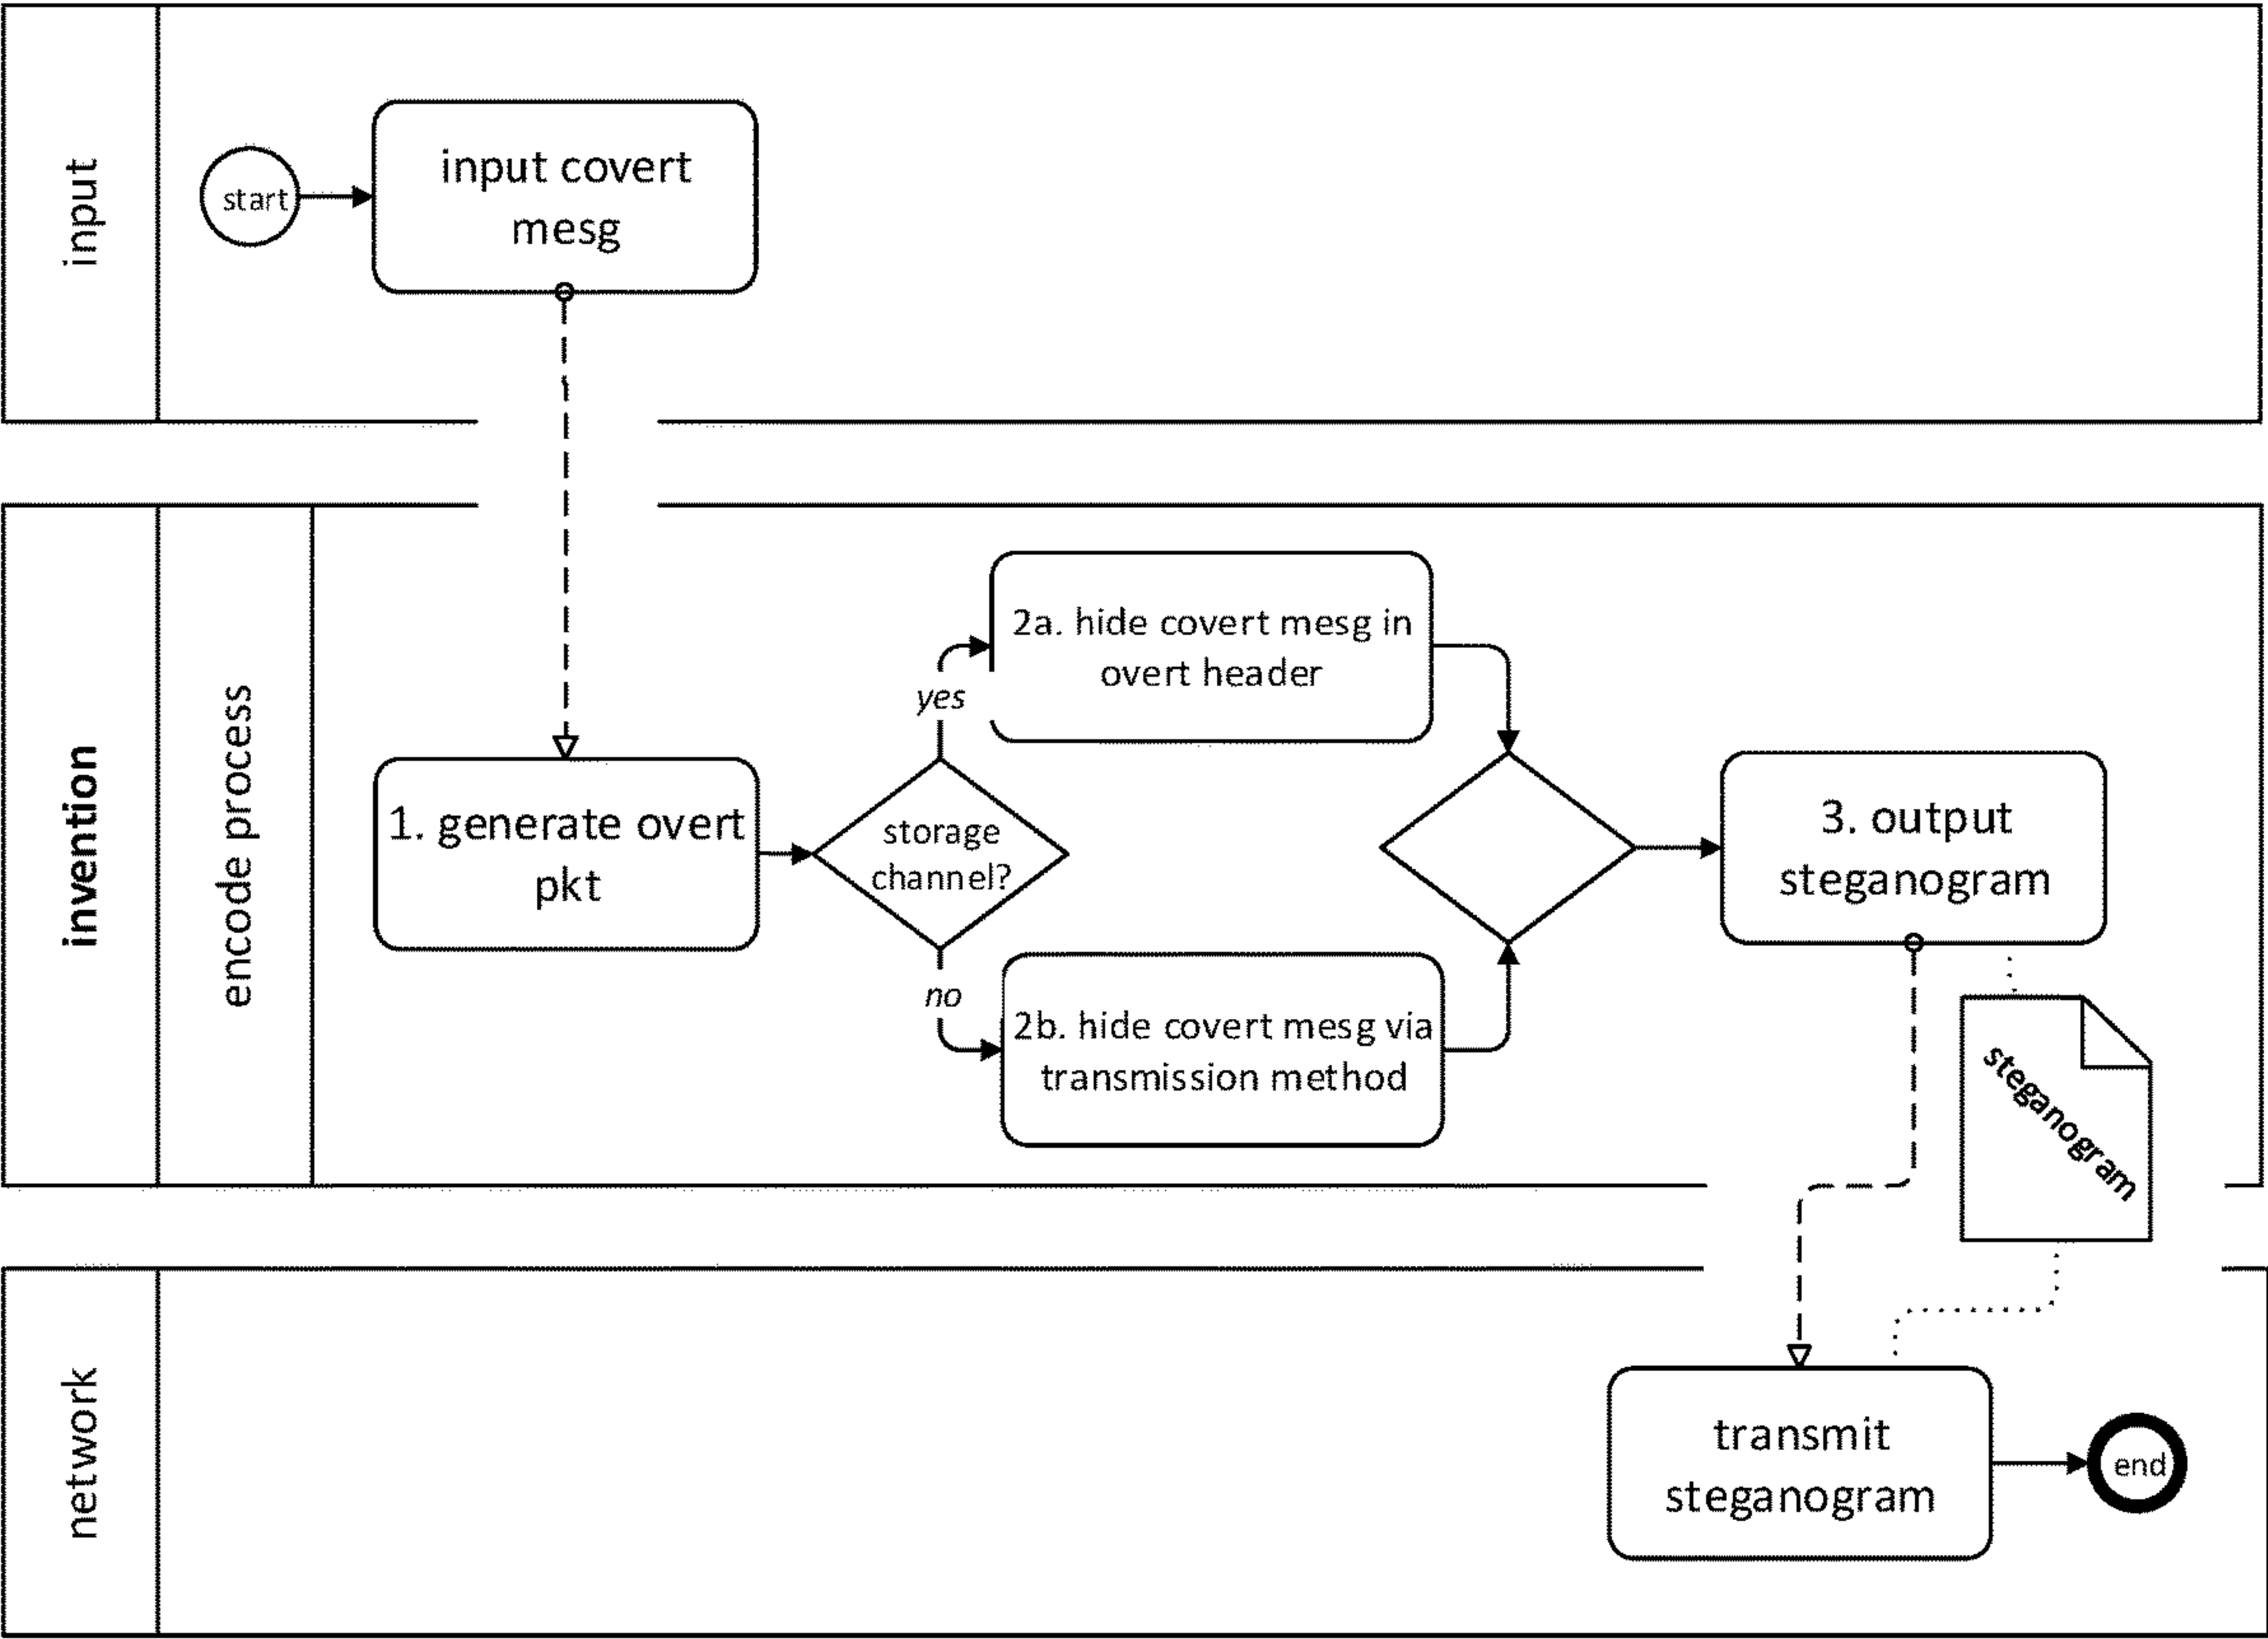 input
start
input covert
mesg
invention
encode process
1. generate overt
pkt
storage
channel?
yes
no
2a. hide covert mesg in
overt header
2b. hide covert mesg via
transmission method
3. output
steganogram
steganogram
network
transmit
steganogram
end